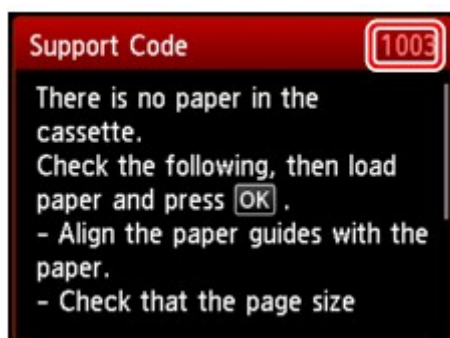 Support Code 1003
There is no paper in the
cassette.
Check the following, then load
paper and press OK .
- Align the paper guides with the
paper.
- Check that the page size